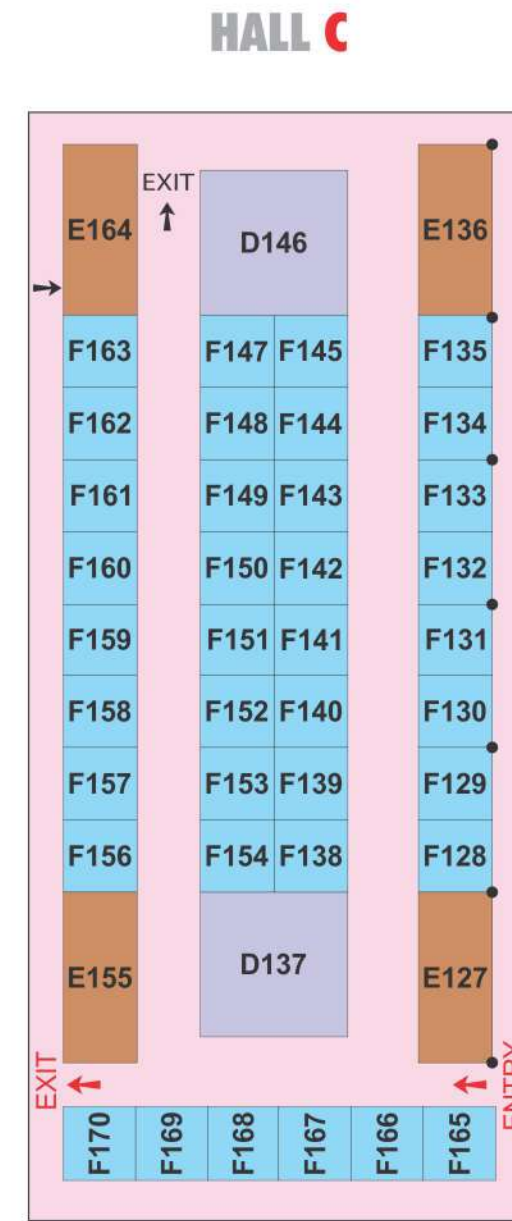 HALL C
EXIT
E164
D146
E136
F163 F147 F145 F135
F162 F148 F144 F134
F161 F149 F143 F133
F160 F150 F142 F132
F159 F151 F141 F131
F158 F152 F140 F130
F157 F153 F139 F129
F156 F154 F138 F128
E155 D137 E127
EXIT
ENTRY
F170 F169 F168 F167 F166 F165